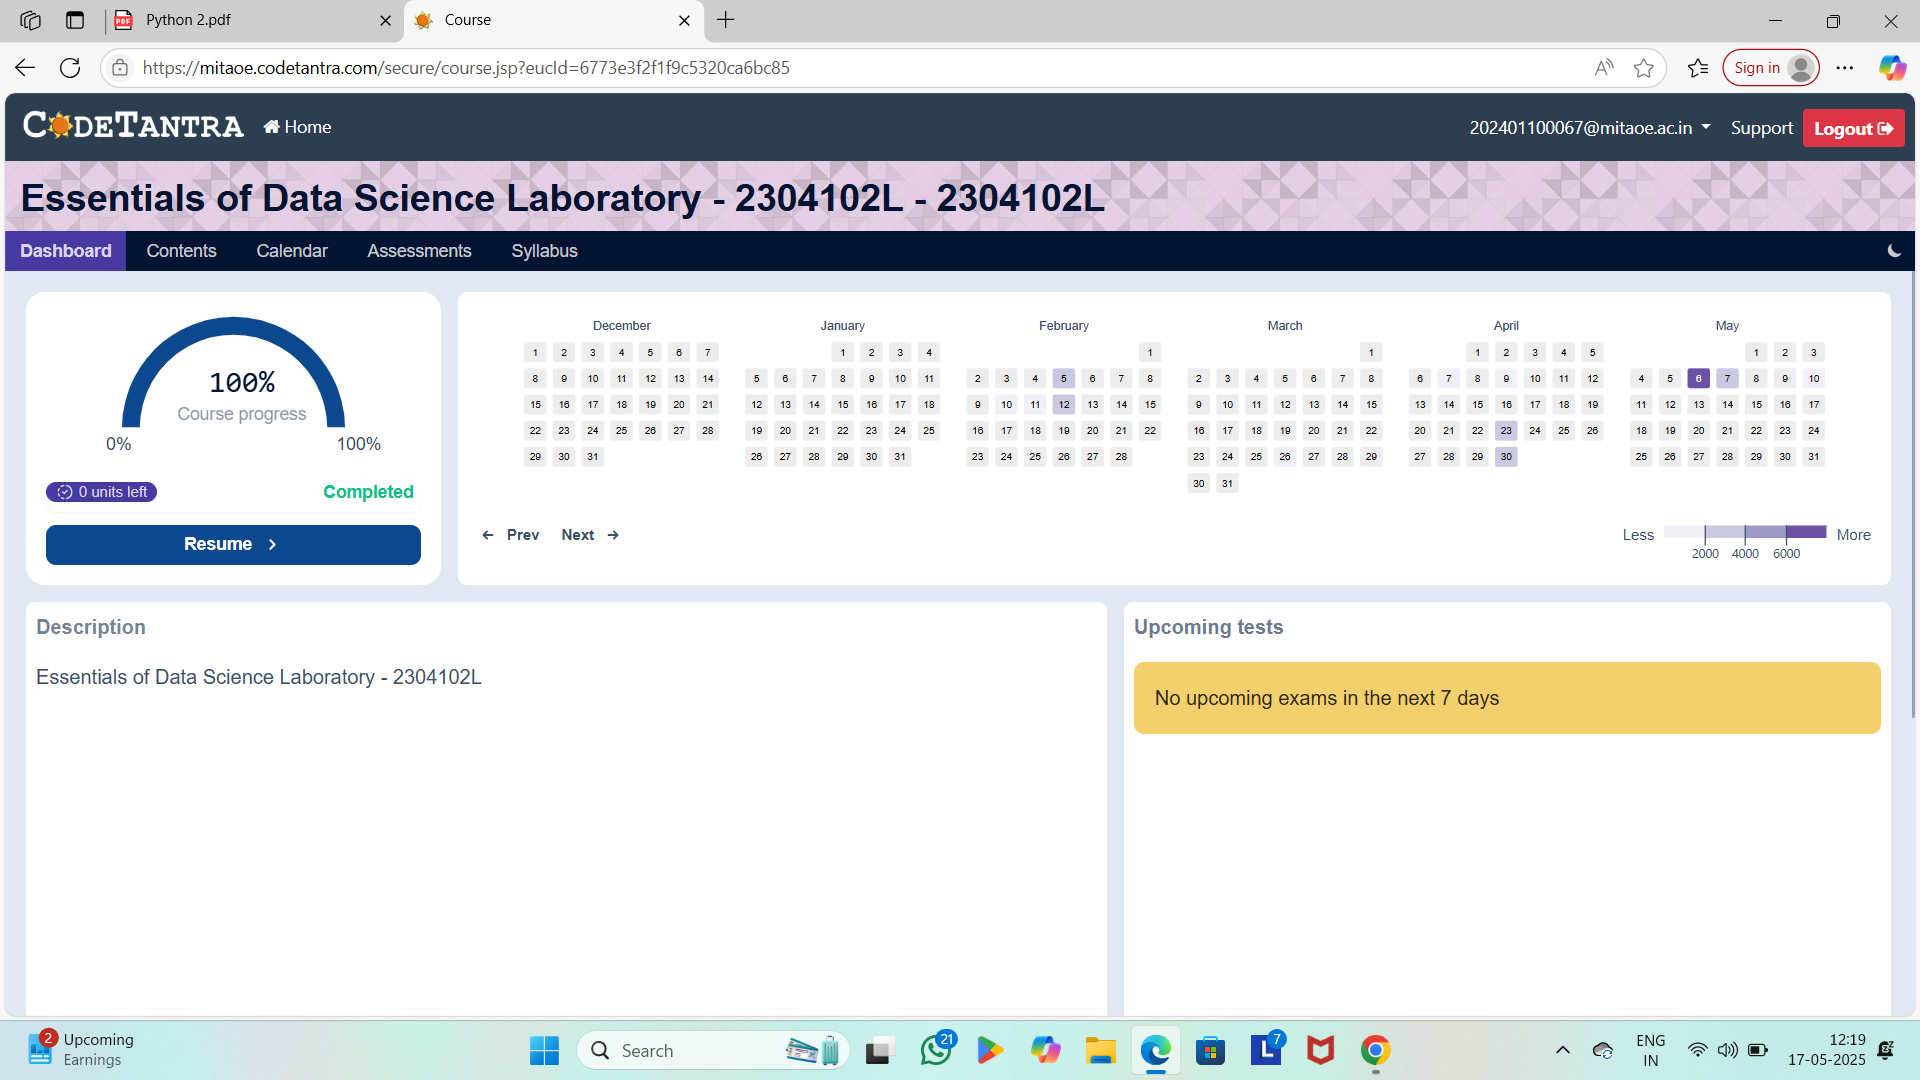 Python 2.pdf
Course
https://mitaoe.codetantra.com/secure/course.jsp?eucId=6773e3f2f1f9c5320ca6bc85
Sign in
CODETANTRA
Home
202401100067@mitaoe.ac.in
Support
Logout
Essentials of Data Science Laboratory - 2304102L - 2304102L
Dashboard Contents Calendar Assessments Syllabus
100%
Course progress
0% 100%
0 units left
Completed
Resume
December January February March April May
1 2 3 4 5 6 7 1 2 3 4 1 1 1 2 3 4 5 1 2 3
8 9 10 11 12 13 14 5 6 7 8 9 10 11 2 3 4 5 6 7 8 2 3 4 5 6 7 8 6 7 8 9 10 11 12 4 5 6 7 8 9 10
15 16 17 18 19 20 21 12 13 14 15 16 17 18 9 10 11 12 13 14 15 9 10 11 12 13 14 15 13 14 15 16 17 18 19 11 12 13 14 15 16 17
22 23 24 25 26 27 28 19 20 21 22 23 24 25 16 17 18 19 20 21 22 16 17 18 19 20 21 22 20 21 22 23 24 25 26 18 19 20 21 22 23 24
29 30 31 26 27 28 29 30 31 23 24 25 26 27 28 23 24 25 26 27 28 29 27 28 29 30 25 26 27 28 29 30 31
30 31
Prev Next
Less More
2000 4000 6000
Description
Essentials of Data Science Laboratory - 2304102L
Upcoming tests
No upcoming exams in the next 7 days
2
Upcoming
Earnings
Search
21
7
ENG
IN
12:19
17-05-2025